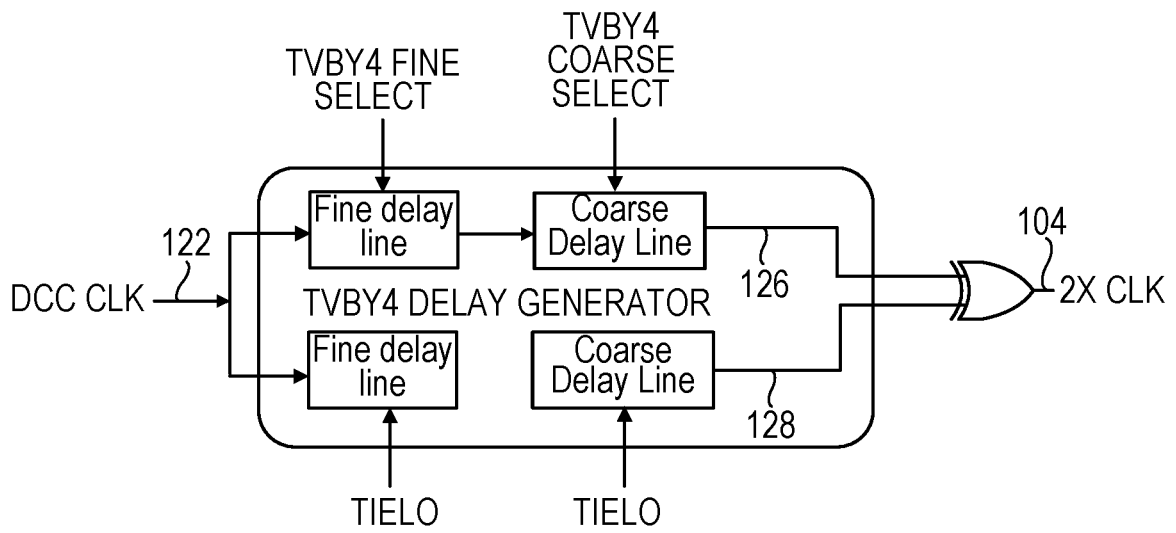 TVBY4 FINE
SELECT
TVBY4
COARSE
SELECT
Fine delay
line
Coarse
Delay Line
122
126
104
DCC CLK
TVBY4 DELAY GENERATOR
2X CLK
Fine delay
line
Coarse
Delay Line
128
TIELO
TIELO